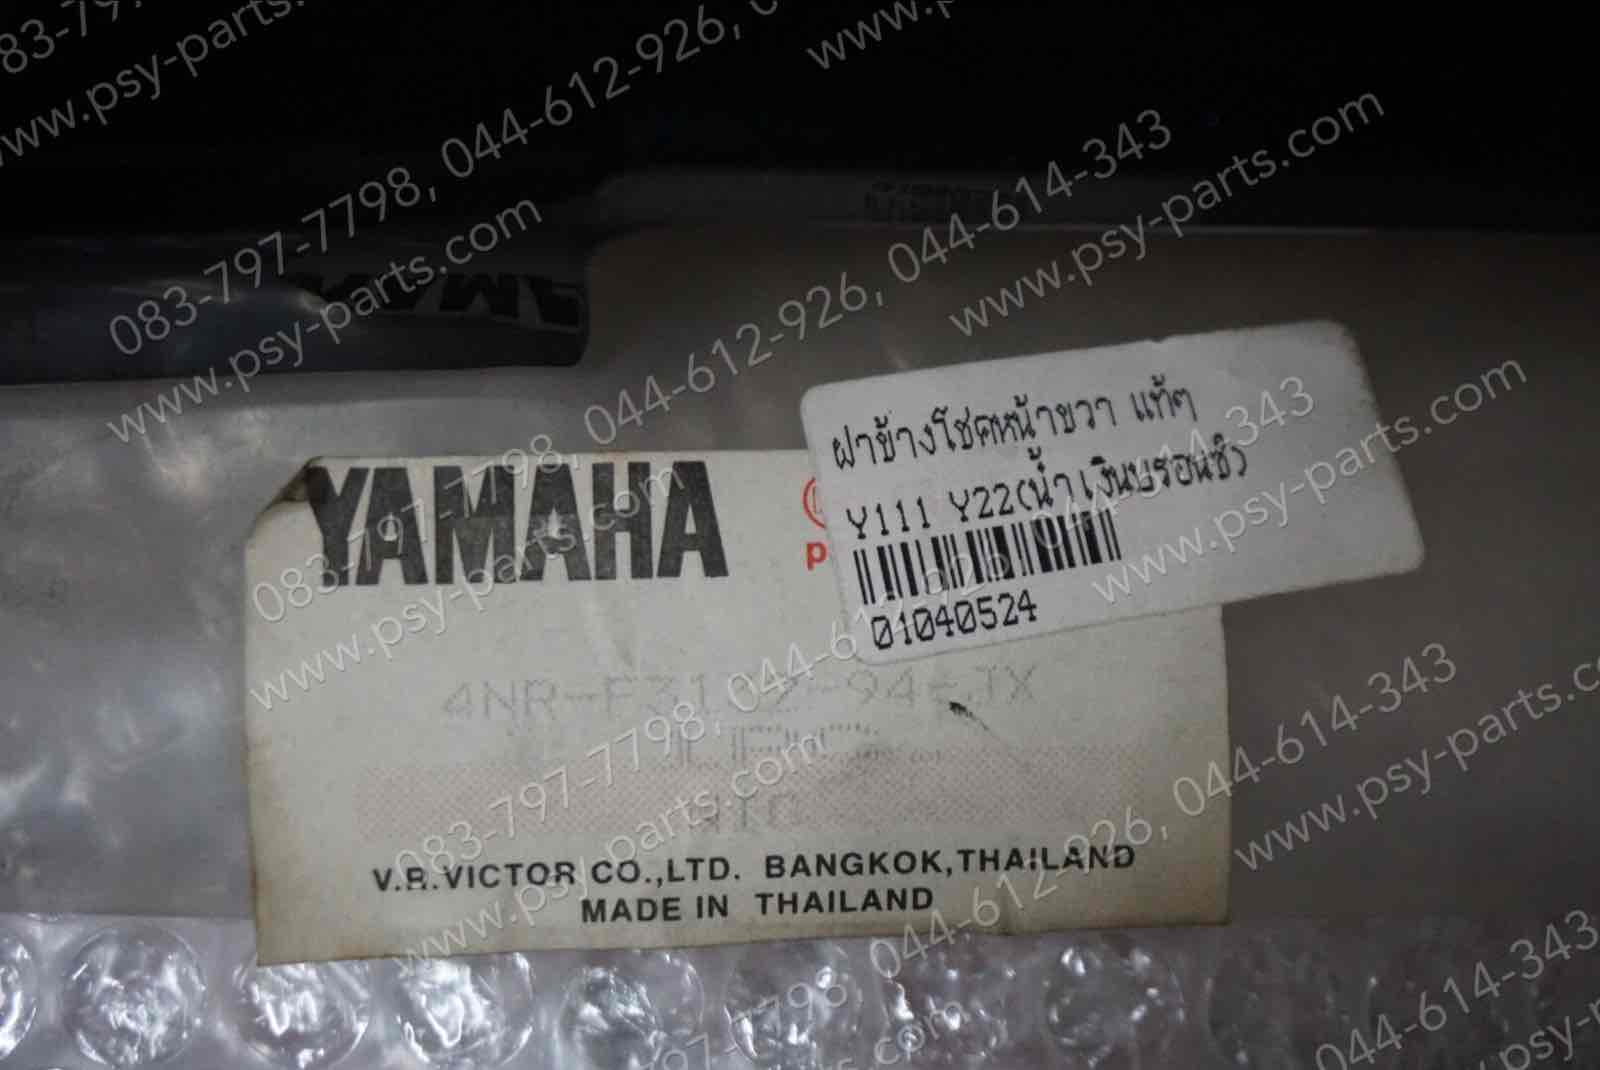 083-797-7798, 044-612-926, 044-614-343
www.psy-parts.com
ฝาข้างโชคหน้าขวา แท้ๆ
Y111 Y22(น้ำเงินบรอนซ์)
01040524
YAMAHA
V.R.VICTOR CO.,LTD. BANGKOK,THAILAND
MADE IN THAILAND